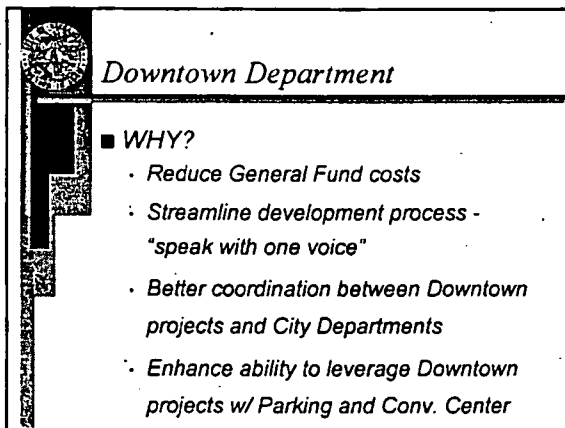 Downtown Department
■ WHY?
· Reduce General Fund costs
· Streamline development process -
"speak with one voice"
· Better coordination between Downtown
projects and City Departments
· Enhance ability to leverage Downtown
projects w/ Parking and Conv. Center